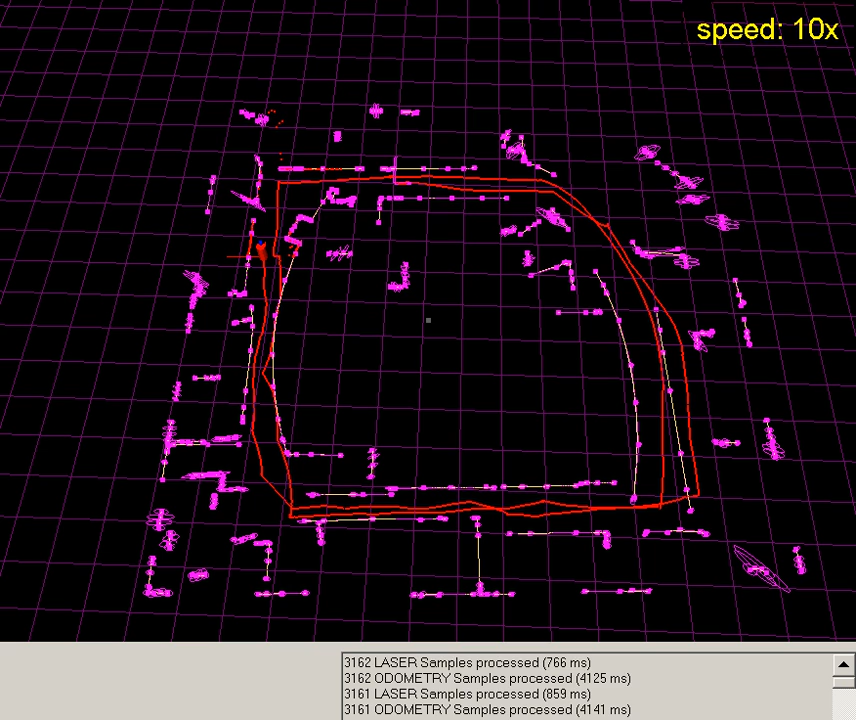 speed: 10x
3162 LASER Samples processed (766 ms)
3162 ODOMETRY Samples processed (4125 ms)
3161 LASER Samples processed (859 ms)
3161 ODOMETRY Samples processed (4141 ms)